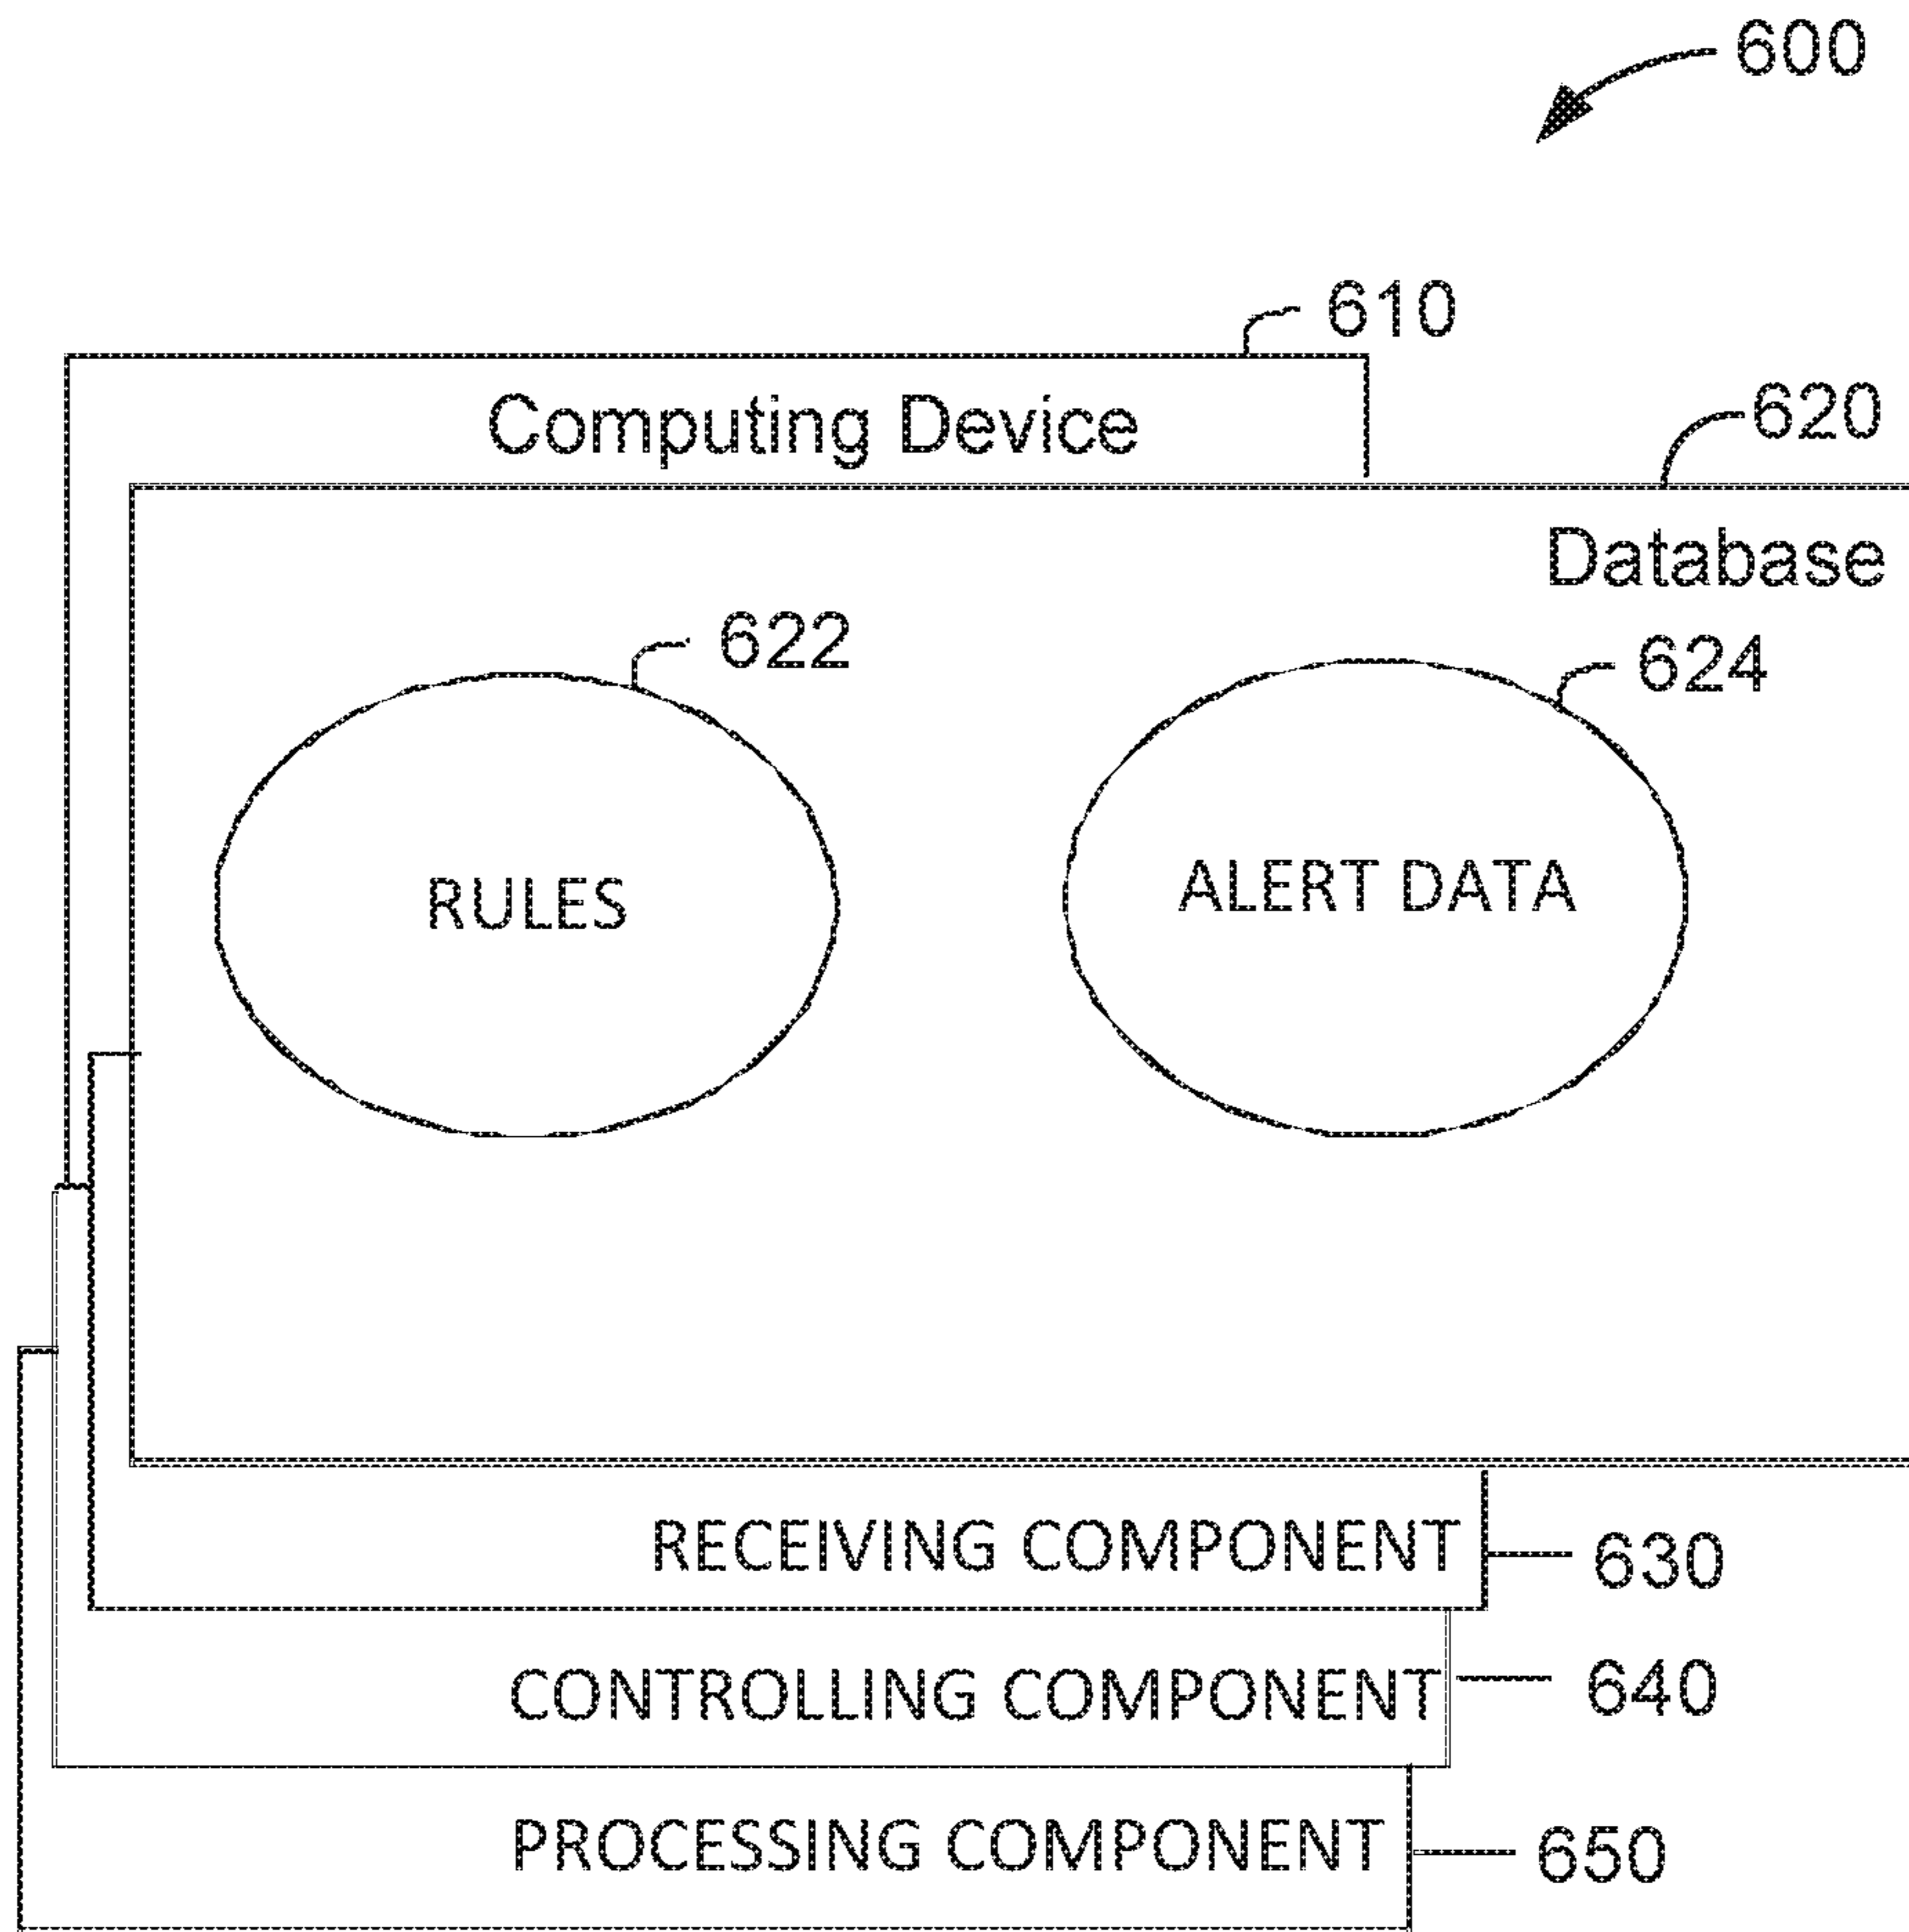 600
610
Computing Device
620
Database
622
624
RULES
ALERT DATA
RECEIVING COMPONENT
630
CONTROLLING COMPONENT
640
PROCESSING COMPONENT
650